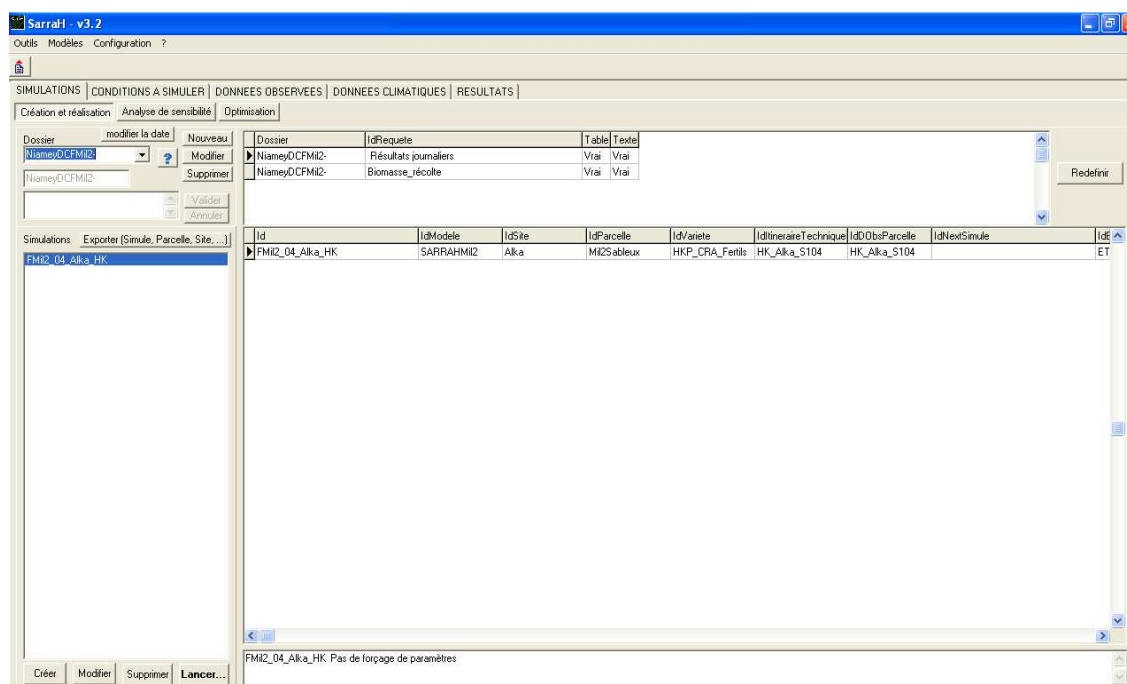 SarraH - v3.2
Outils Modèles Configuration ?
SIMULATIONS CONDITIONS A SIMULER DONNEES OBSERVEES DONNEES CLIMATIQUES RESULTATS
Création et réalisation Analyse de sensibilité Optimisation
Dossier modifier la date Nouveau
NiameyDCFMil2- ? Modifier
NiameyDCFMil2- Supprimer
Valider
Annuler
Dossier IdRequete Table Texte
NiameyDCFMil2- Résultats journaliers Vrai Vrai
NiameyDCFMil2- Biomasse_récolte Vrai Vrai
Redefinir
Simulations Exporter (Simule, Parcelle, Site, ...)
FMil2_04_Alka_HK
Id IdModele IdSite IdParcelle IdVariete IdItineraireTechnique IdDObsParcelle IdNextSimule IdE
FMil2_04_Alka_HK SARRAHMil2 Alka Mil2Sableux HKP_CRA_Fertils HK_Alka_S104 HK_Alka_S104 ET
FMil2_04_Alka_HK Pas de forçage de paramètres
Créer Modifier Supprimer Lancer...